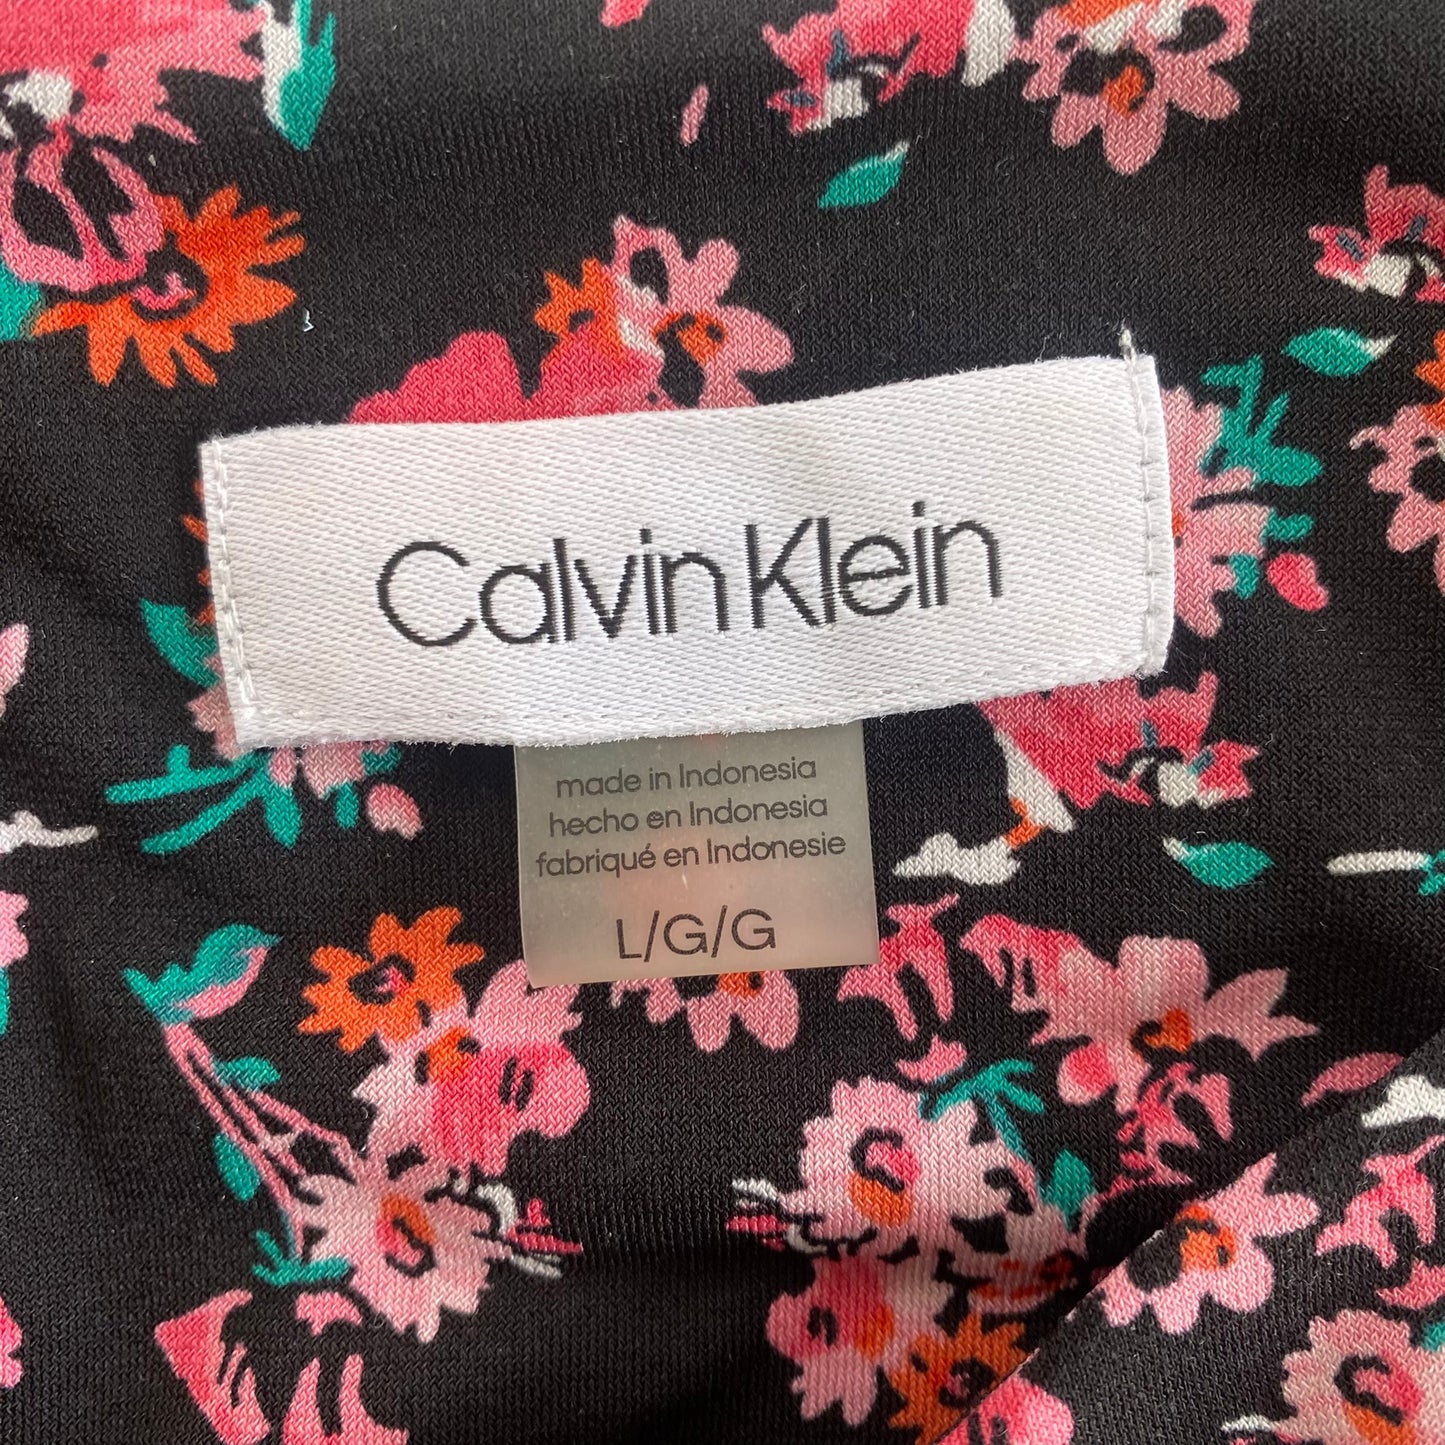 Calvin Klein
made in Indonesia
hecho en Indonesia
fabriqué en Indonesie
L/G/G